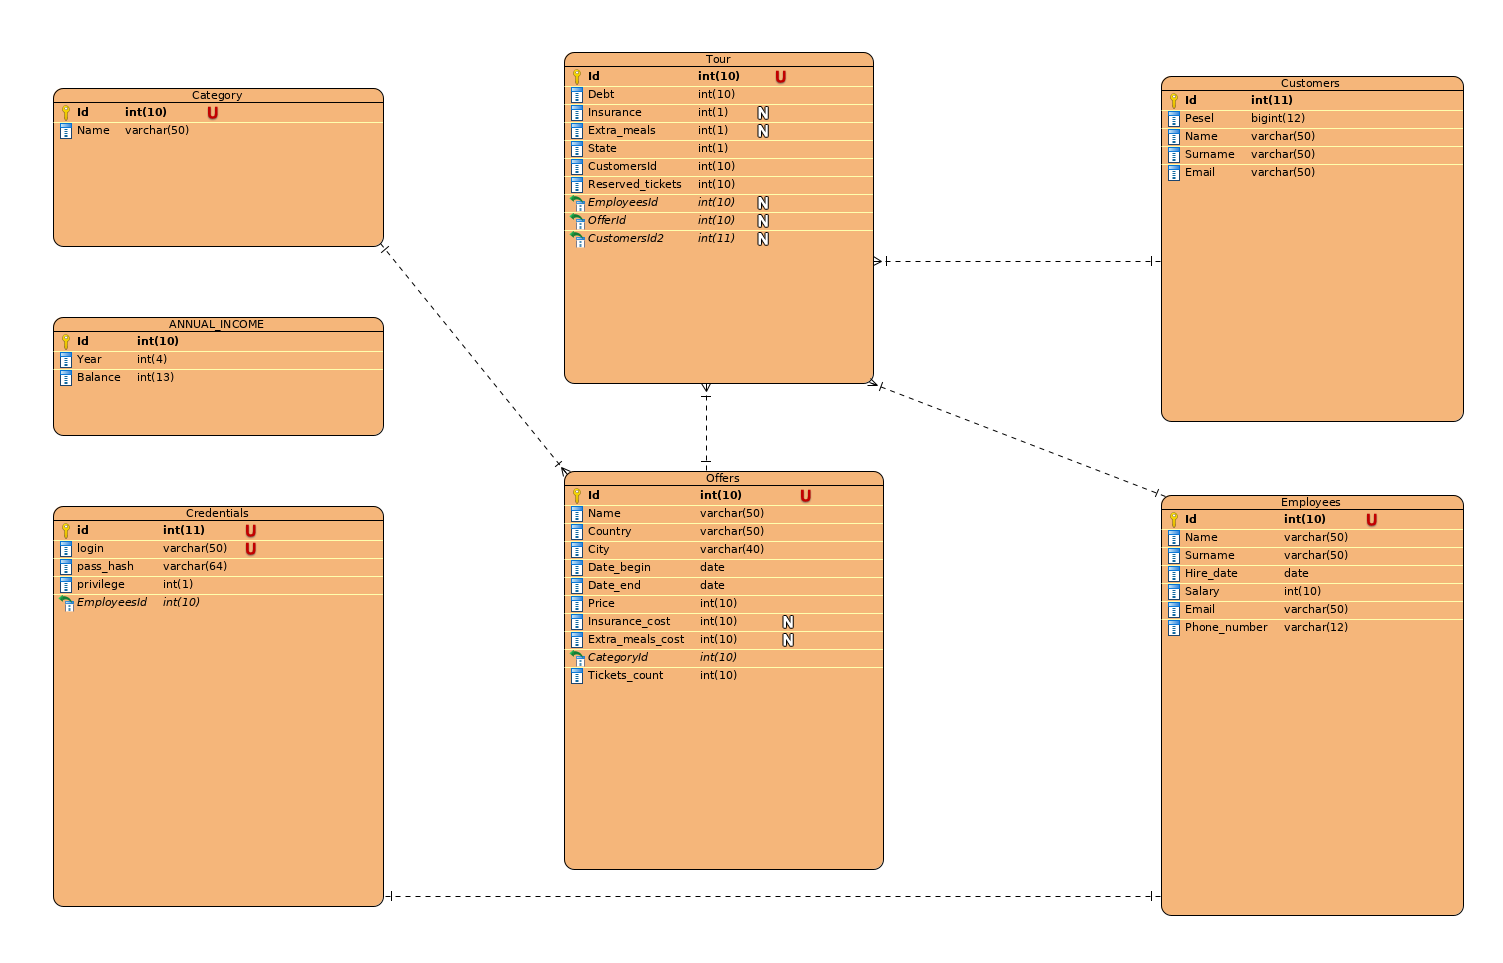 Category
Id int(10) U
Name varchar(50)
ANNUAL_INCOME
Id int(10)
Year int(4)
Balance int(13)
Credentials
id int(11) U
login varchar(50) U
pass_hash varchar(64)
privilege int(1)
EmployeesId int(10)
Tour
Id int(10) U
Debt int(10)
Insurance int(1) N
Extra_meals int(1) N
State int(1)
CustomersId int(10)
Reserved_tickets int(10)
EmployeesId int(10) N
OfferId int(10) N
CustomersId2 int(11) N
Offers
Id int(10) U
Name varchar(50)
Country varchar(50)
City varchar(40)
Date_begin date
Date_end date
Price int(10)
Insurance_cost int(10) N
Extra_meals_cost int(10) N
CategoryId int(10)
Tickets_count int(10)
Customers
Id int(11)
Pesel bigint(12)
Name varchar(50)
Surname varchar(50)
Email varchar(50)
Employees
Id int(10) U
Name varchar(50)
Surname varchar(50)
Hire_date date
Salary int(10)
Email varchar(50)
Phone_number varchar(12)